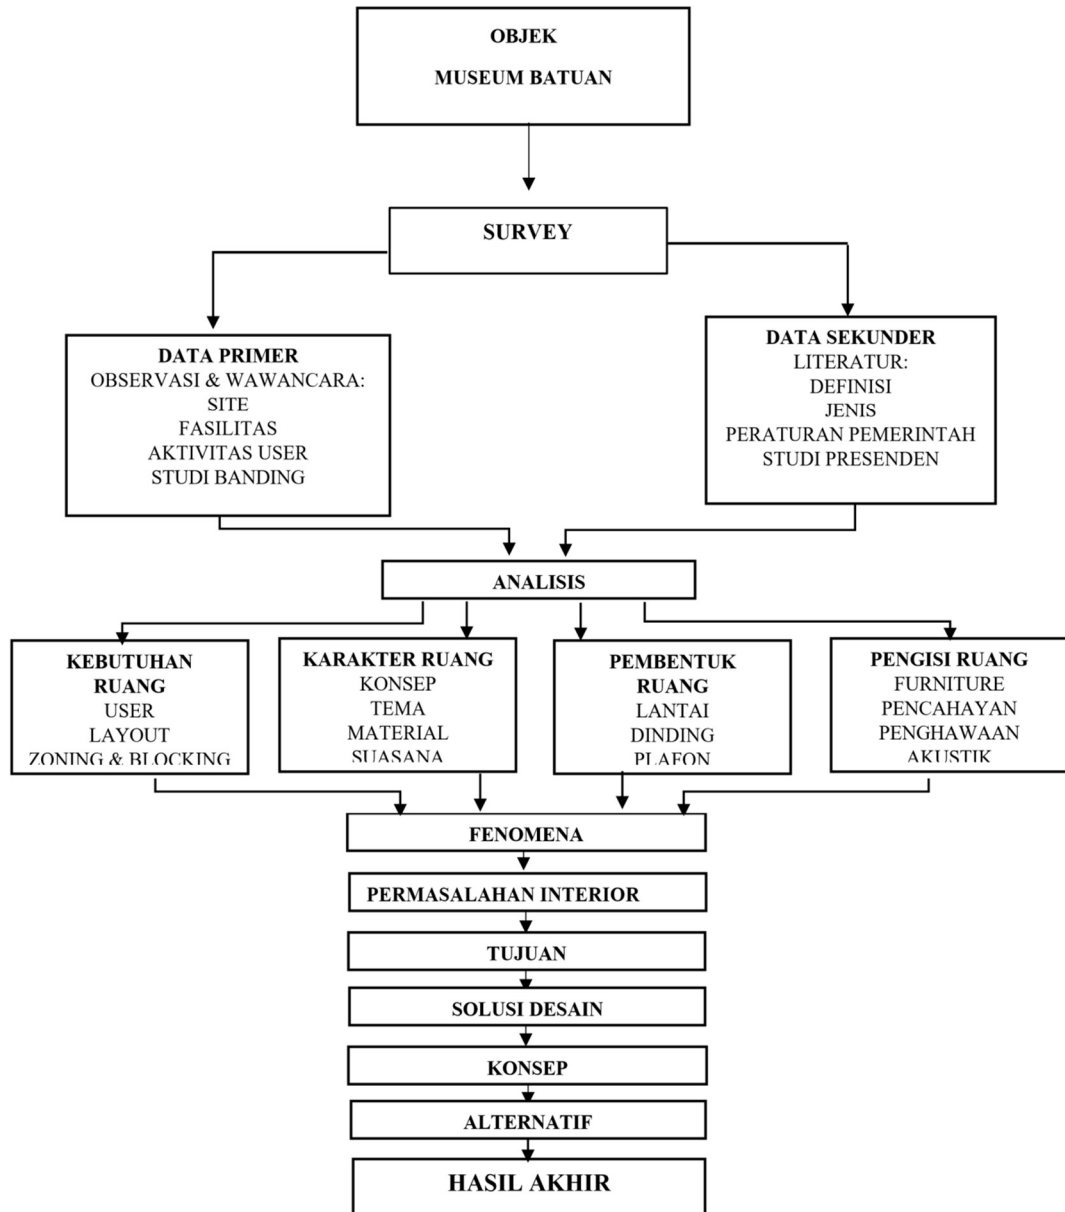 OBJEK
MUSEUM BATUAN
SURVEY
DATA PRIMER
OBSERVASI & WAWANCARA:
SITE
FASILITAS
AKTIVITAS USER
STUDI BANDING
DATA SEKUNDER
LITERATUR:
DEFINISI
JENIS
PERATURAN PEMERINTAH
STUDI PRESENDEN
ANALISIS
KEBUTUHAN
RUANG
USER
LAYOUT
ZONING & BLOCKING
KARAKTER RUANG
KONSEP
TEMA
MATERIAL
SUASANA
PEMBENTUK
RUANG
LANTAI
DINDING
PLAFON
PENGISI RUANG
FURNITURE
PENCAHAYAN
PENGHAWAAN
AKUSTIK
FENOMENA
PERMASALAHAN INTERIOR
TUJUAN
SOLUSI DESAIN
KONSEP
ALTERNATIF
HASIL AKHIR